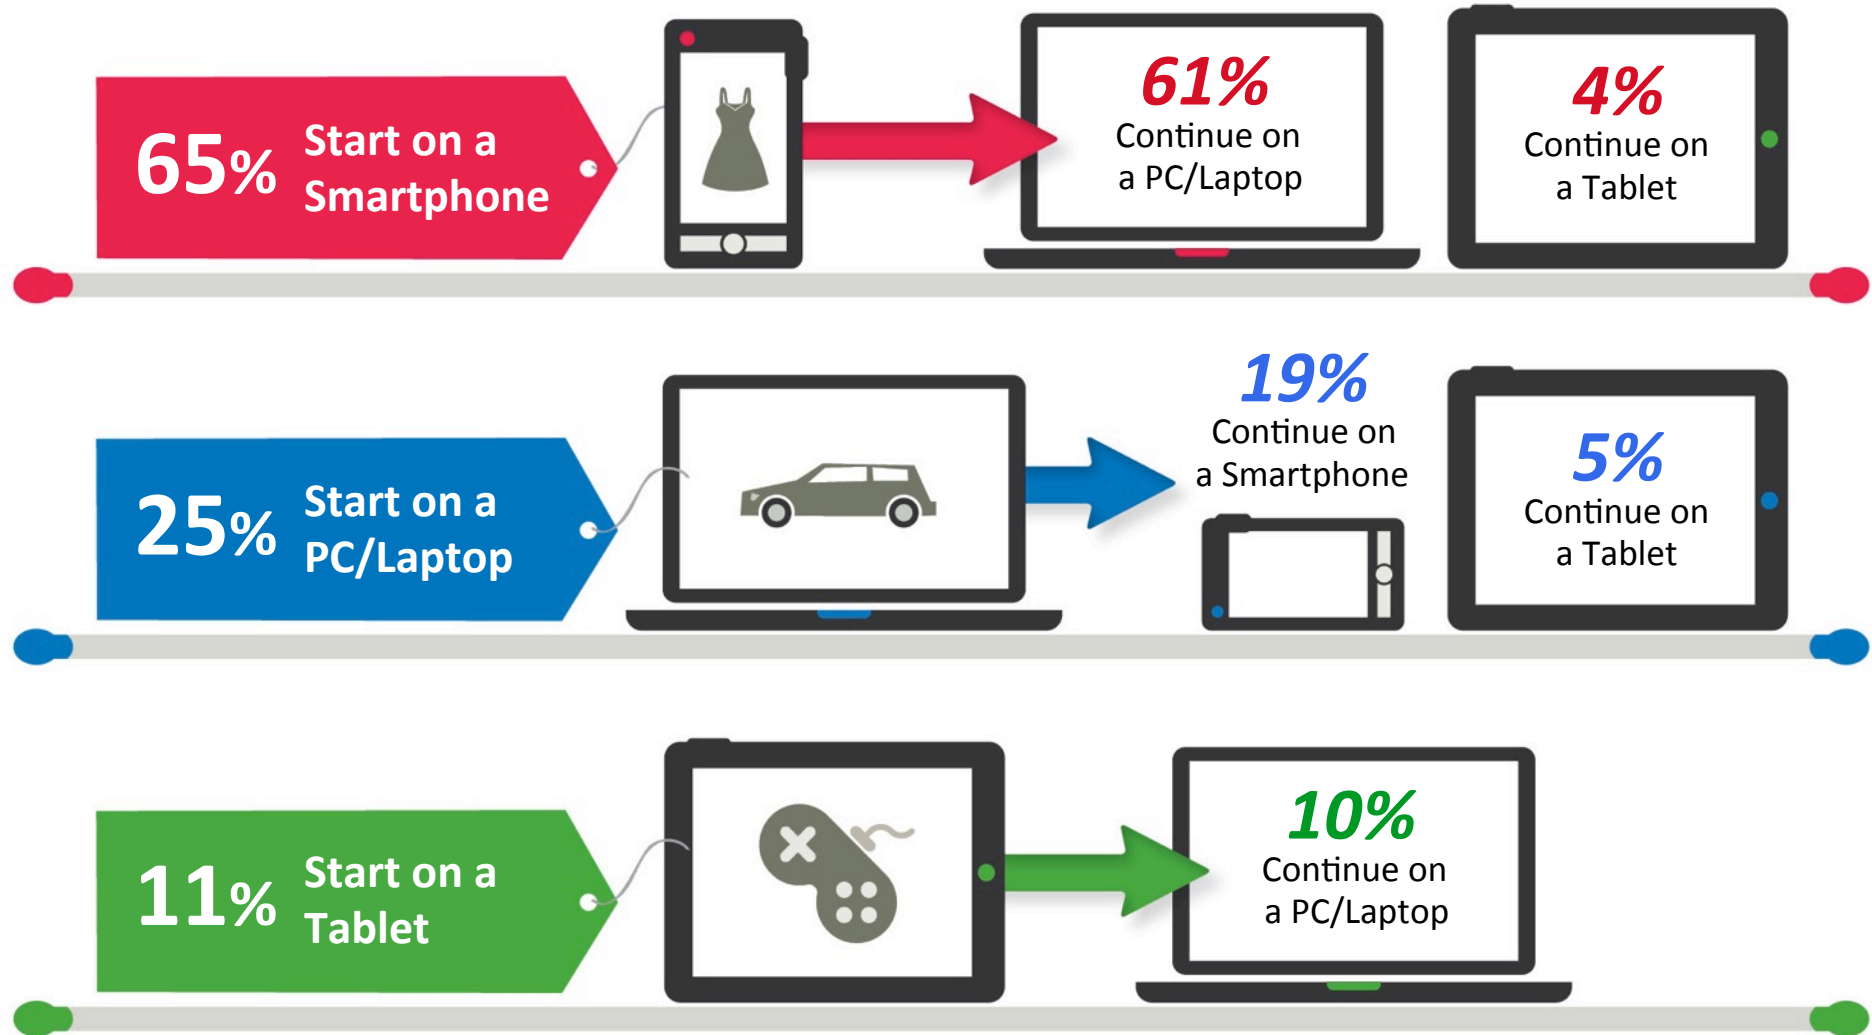 65% Start on a
Smartphone
61%
Continue on
a PC/Laptop
4%
Continue on
a Tablet
25% Start on a
PC/Laptop
19%
Continue on
a Smartphone
5%
Continue on
a Tablet
11% Start on a
Tablet
10%
Continue on
a PC/Laptop